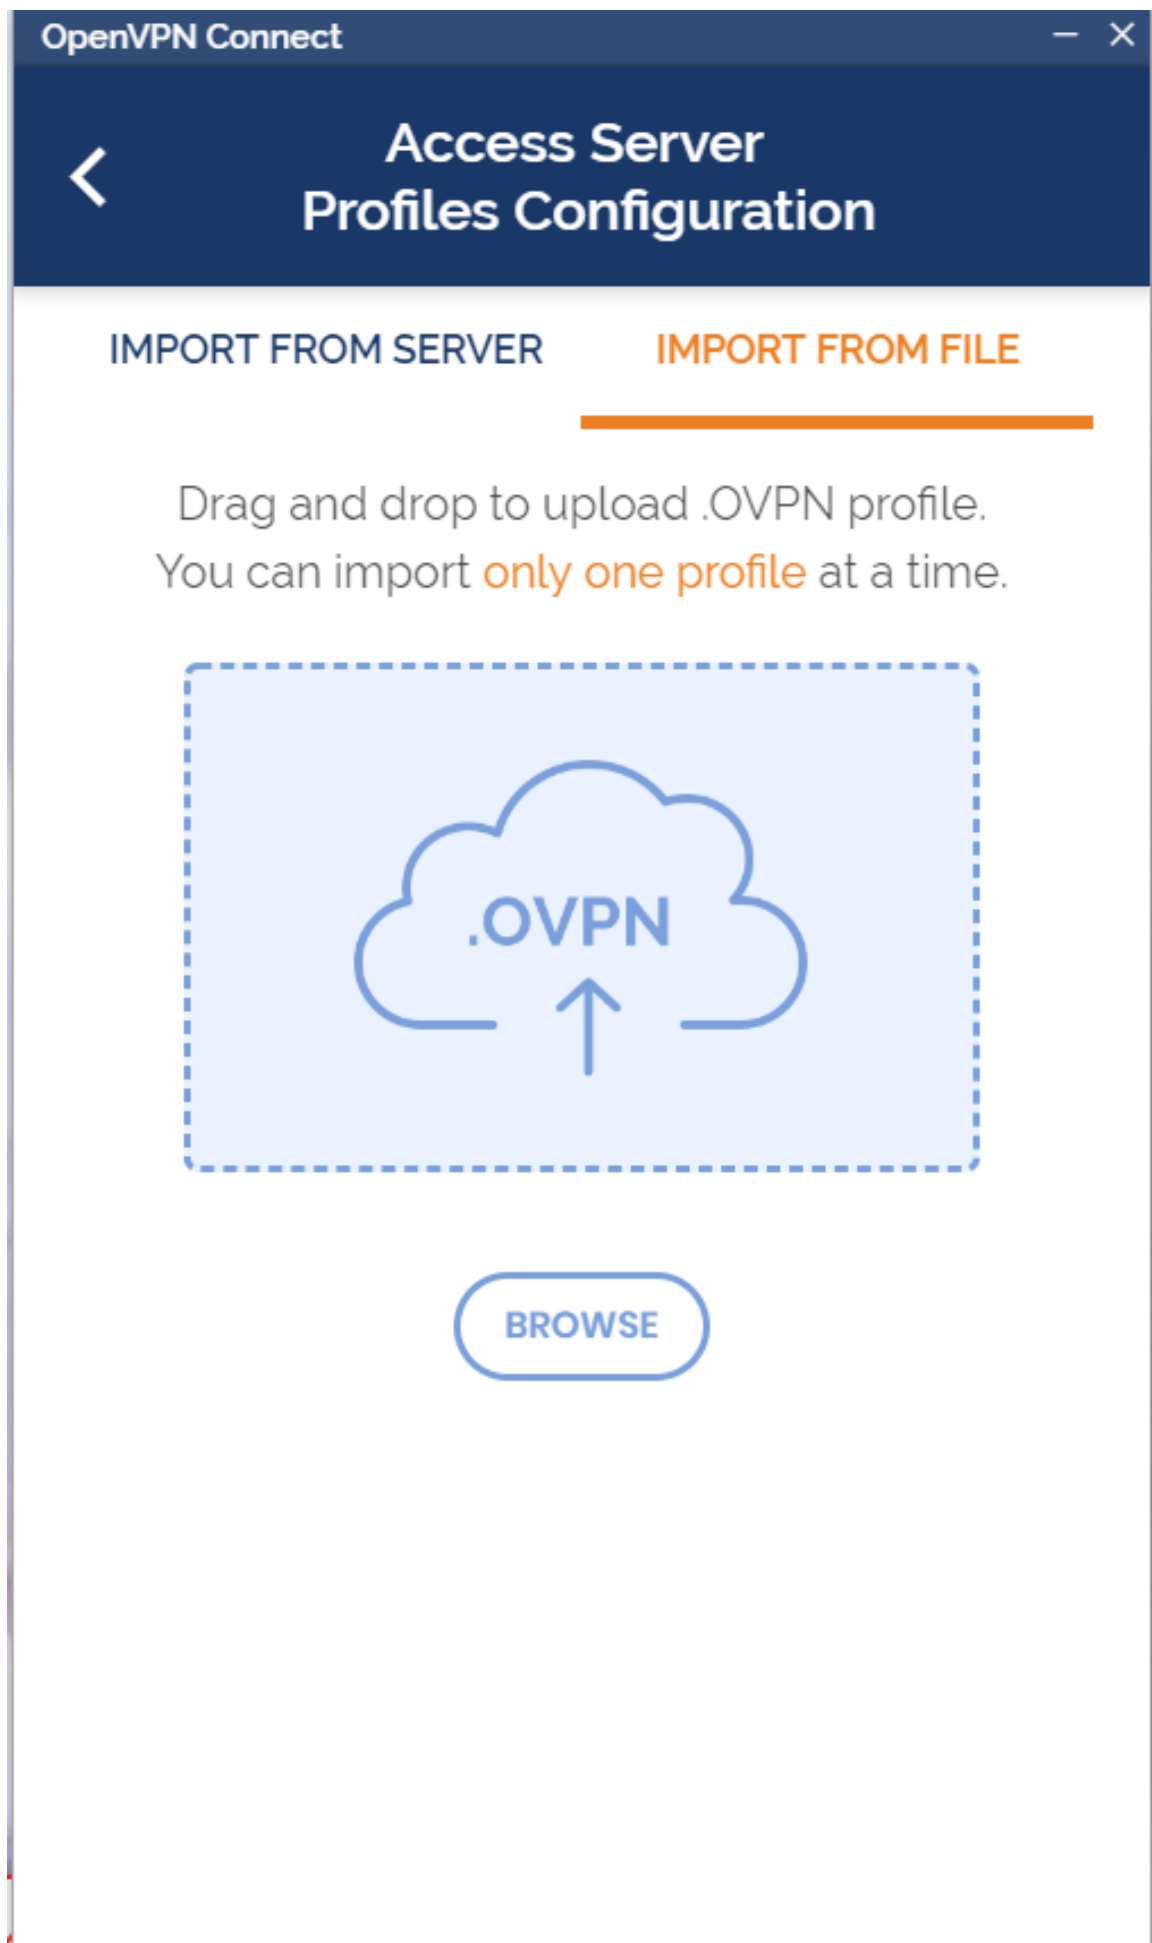 OpenVPN Connect
Access Server
Profiles Configuration
IMPORT FROM SERVER
IMPORT FROM FILE
Drag and drop to upload .OVPN profile.
You can import only one profile at a time.
.OVPN
BROWSE